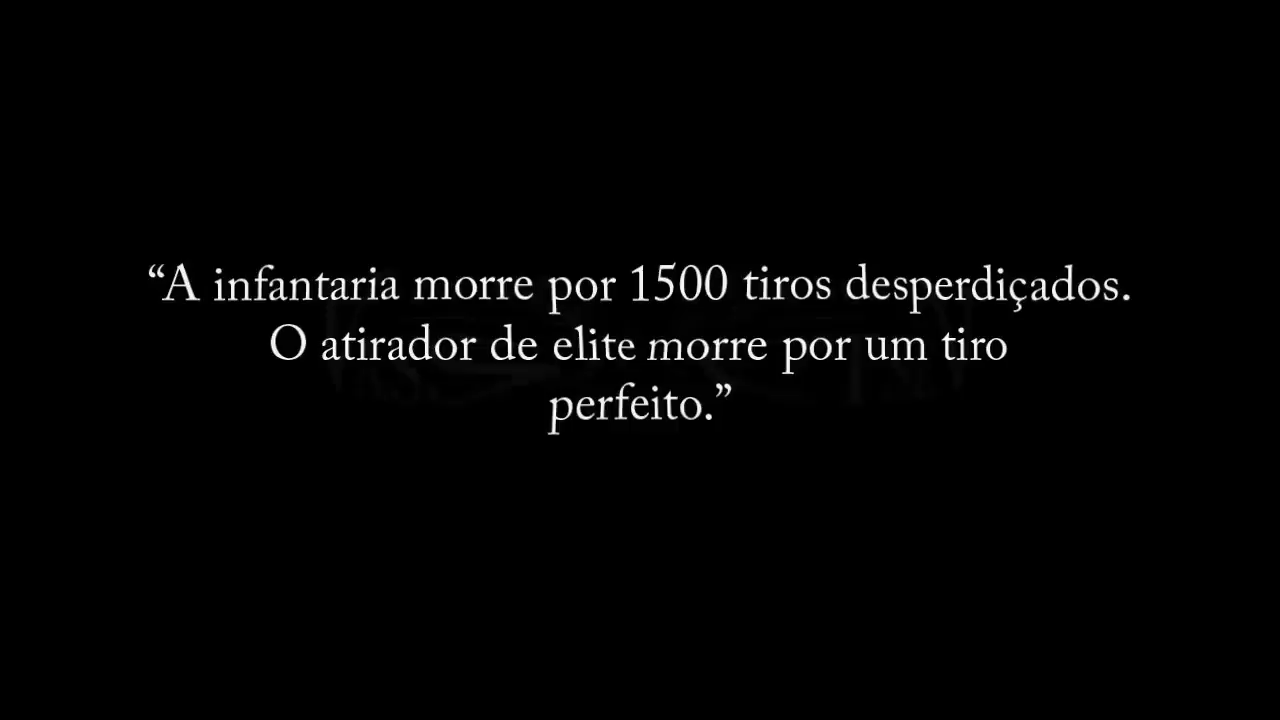 “A infantaria morre por 1500 tiros desperdiçados.
O atirador de elite morre por um tiro
perfeito.”